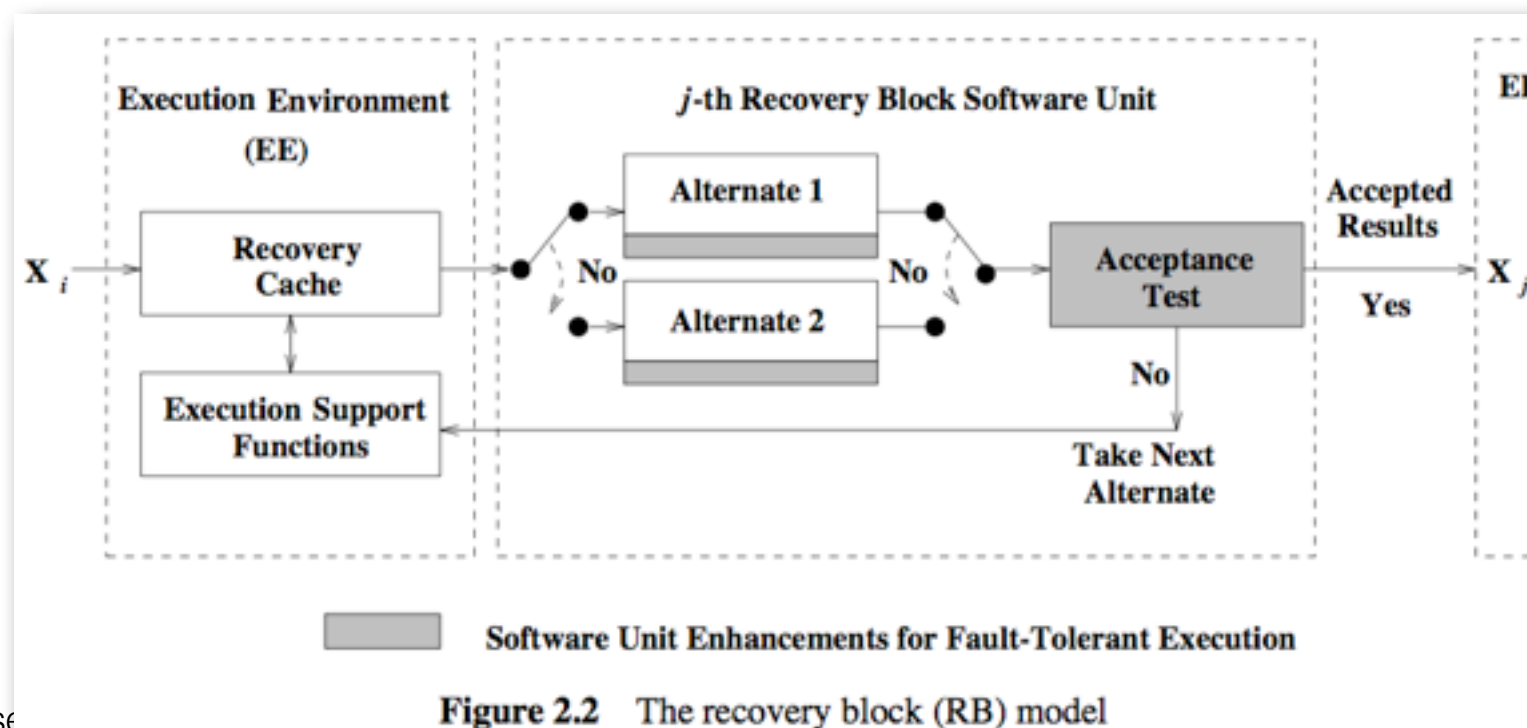 Execution Environment
(EE)
j-th Recovery Block Software Unit
X i
Recovery
Cache
Execution Support
Functions
Alternate 1
No
No
Alternate 2
Acceptance
Test
No
Take Next
Alternate
Accepted
Results
Yes
X j
Software Unit Enhancements for Fault-Tolerant Execution
Figure 2.2 The recovery block (RB) model